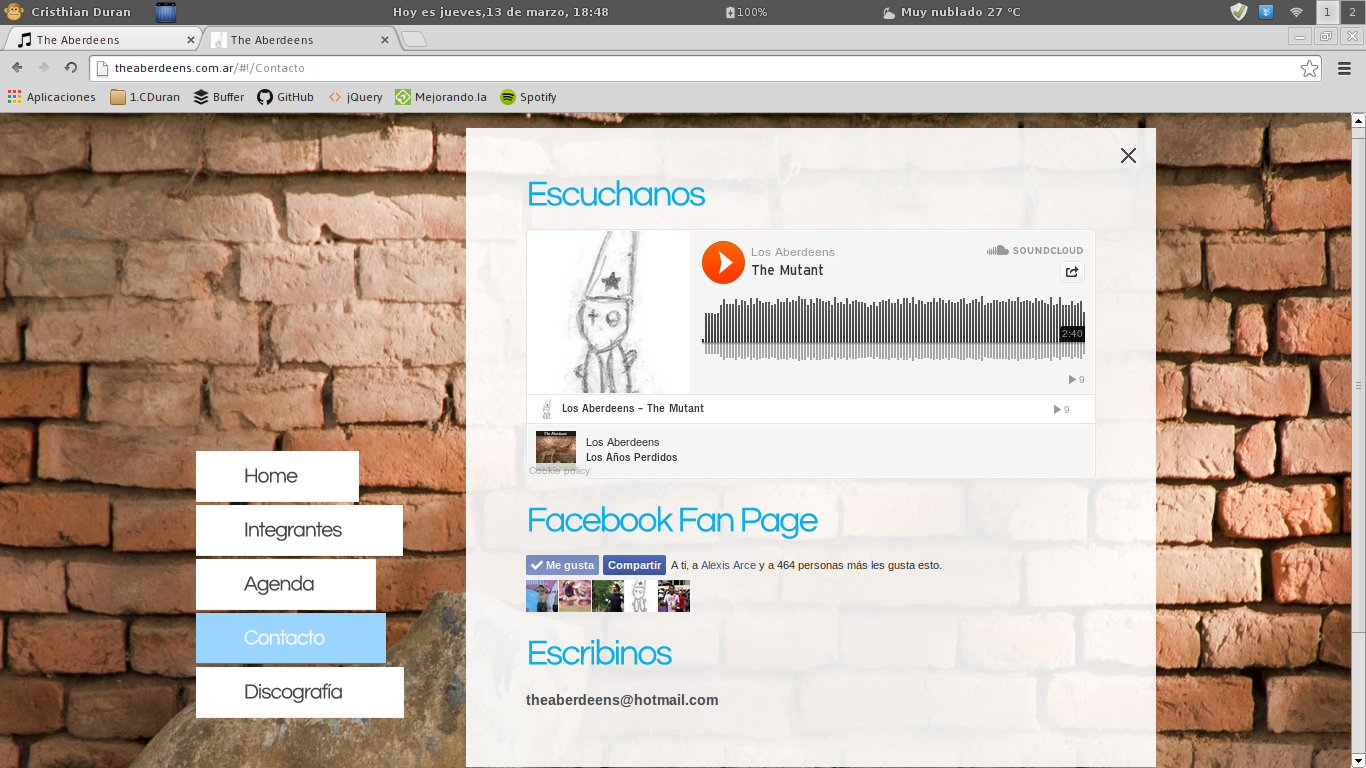 Cristhian Duran
Hoy es jueves,13 de marzo, 18:48
100%
Muy nublado 27 °C
1
2
The Aberdeens
The Aberdeens
theaberdeens.com.ar/#!/Contacto
Aplicaciones
1.CDuran
Buffer
GitHub
jQuery
Mejorando.la
Spotify
Home
Integrantes
Agenda
Contacto
Discografía
Escuchanos
Los Aberdeens
The Mutant
SOUNDCLOUD
2:40
9
Los Aberdeens - The Mutant
9
Los Aberdeens
Los Años Perdidos
Cookie policy
Facebook Fan Page
Me gusta
Compartir
A ti, a Alexis Arce y a 464 personas más les gusta esto.
Escribinos
theaberdeens@hotmail.com